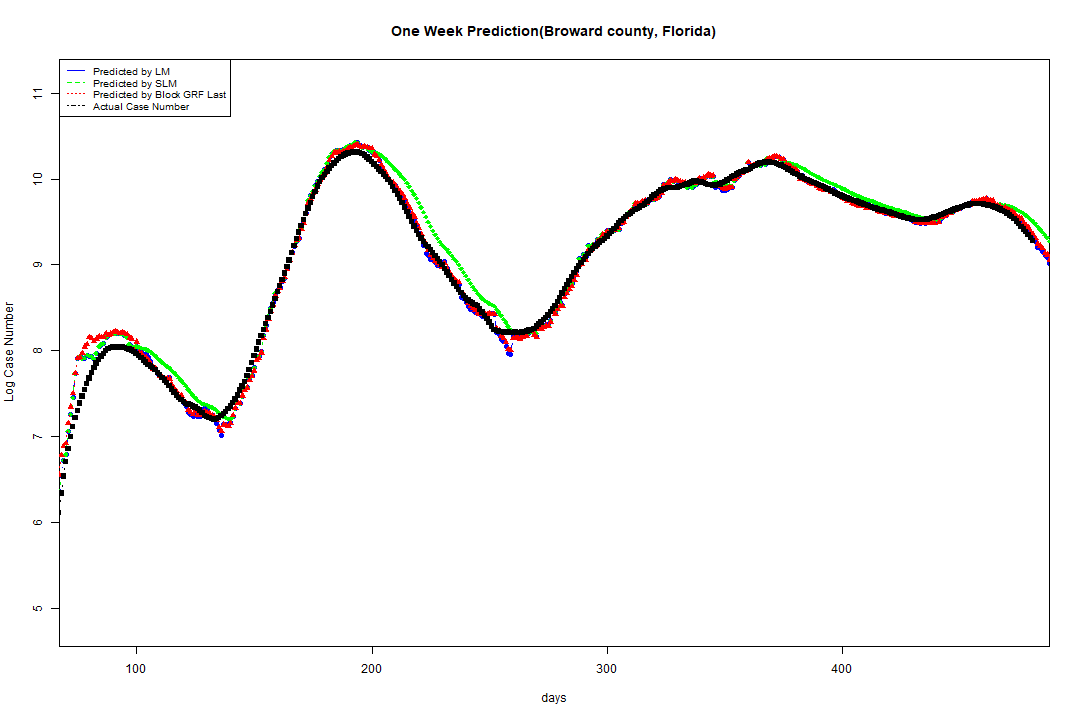 One Week Prediction(Broward county, Florida)
Predicted by LM
Predicted by SLM
Predicted by Block GRF Last
Actual Case Number
11
10
9
8
7
6
5
Log Case Number
100 200 300 400
days